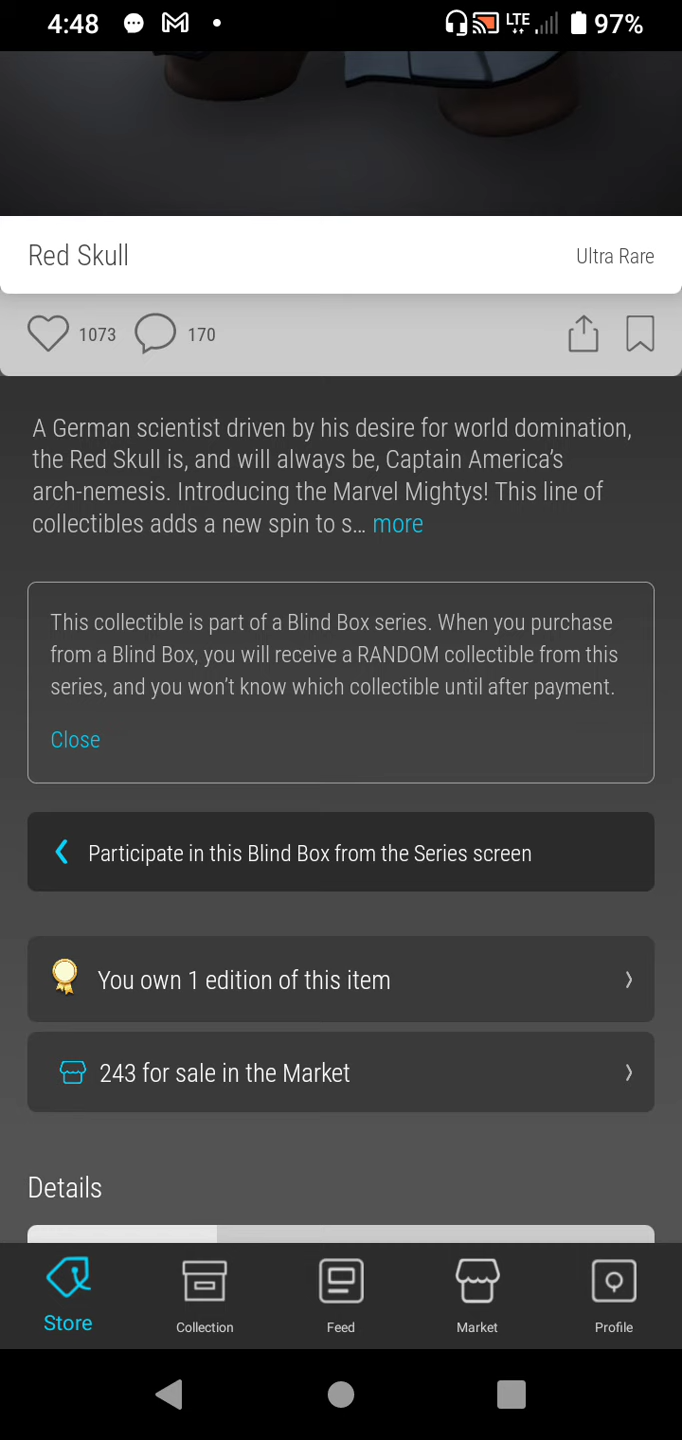 4:48
LTE
97%
Red Skull
Ultra Rare
1073
170
A German scientist driven by his desire for world domination,
the Red Skull is, and will always be, Captain America’s
arch-nemesis. Introducing the Marvel Mightys! This line of
collectibles adds a new spin to s… more
This collectible is part of a Blind Box series. When you purchase
from a Blind Box, you will receive a RANDOM collectible from this
series, and you won’t know which collectible until after payment.
Close
Participate in this Blind Box from the Series screen
You own 1 edition of this item
243 for sale in the Market
Details
Store
Collection
Feed
Market
Profile